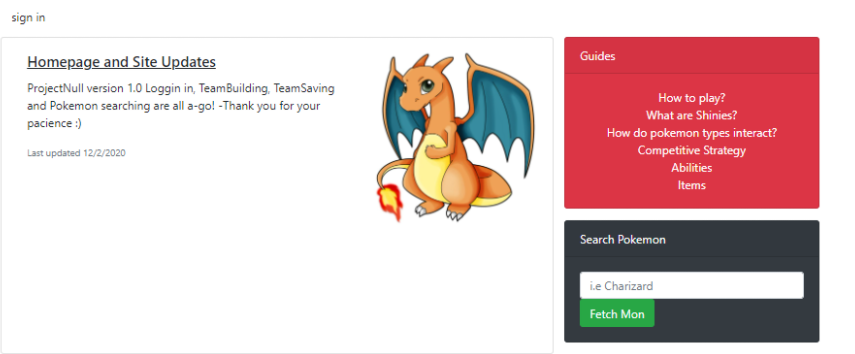 sign in
Homepage and Site Updates
ProjectNull version 1.0 Loggin in, TeamBuilding, TeamSaving
and Pokemon searching are all a-go! -Thank you for your
pacience :)
Last updated 12/2/2020
Guides
How to play?
What are Shinies?
How do pokemon types interact?
Competitive Strategy
Abilities
Items
Search Pokemon
i.e Charizard
Fetch Mon